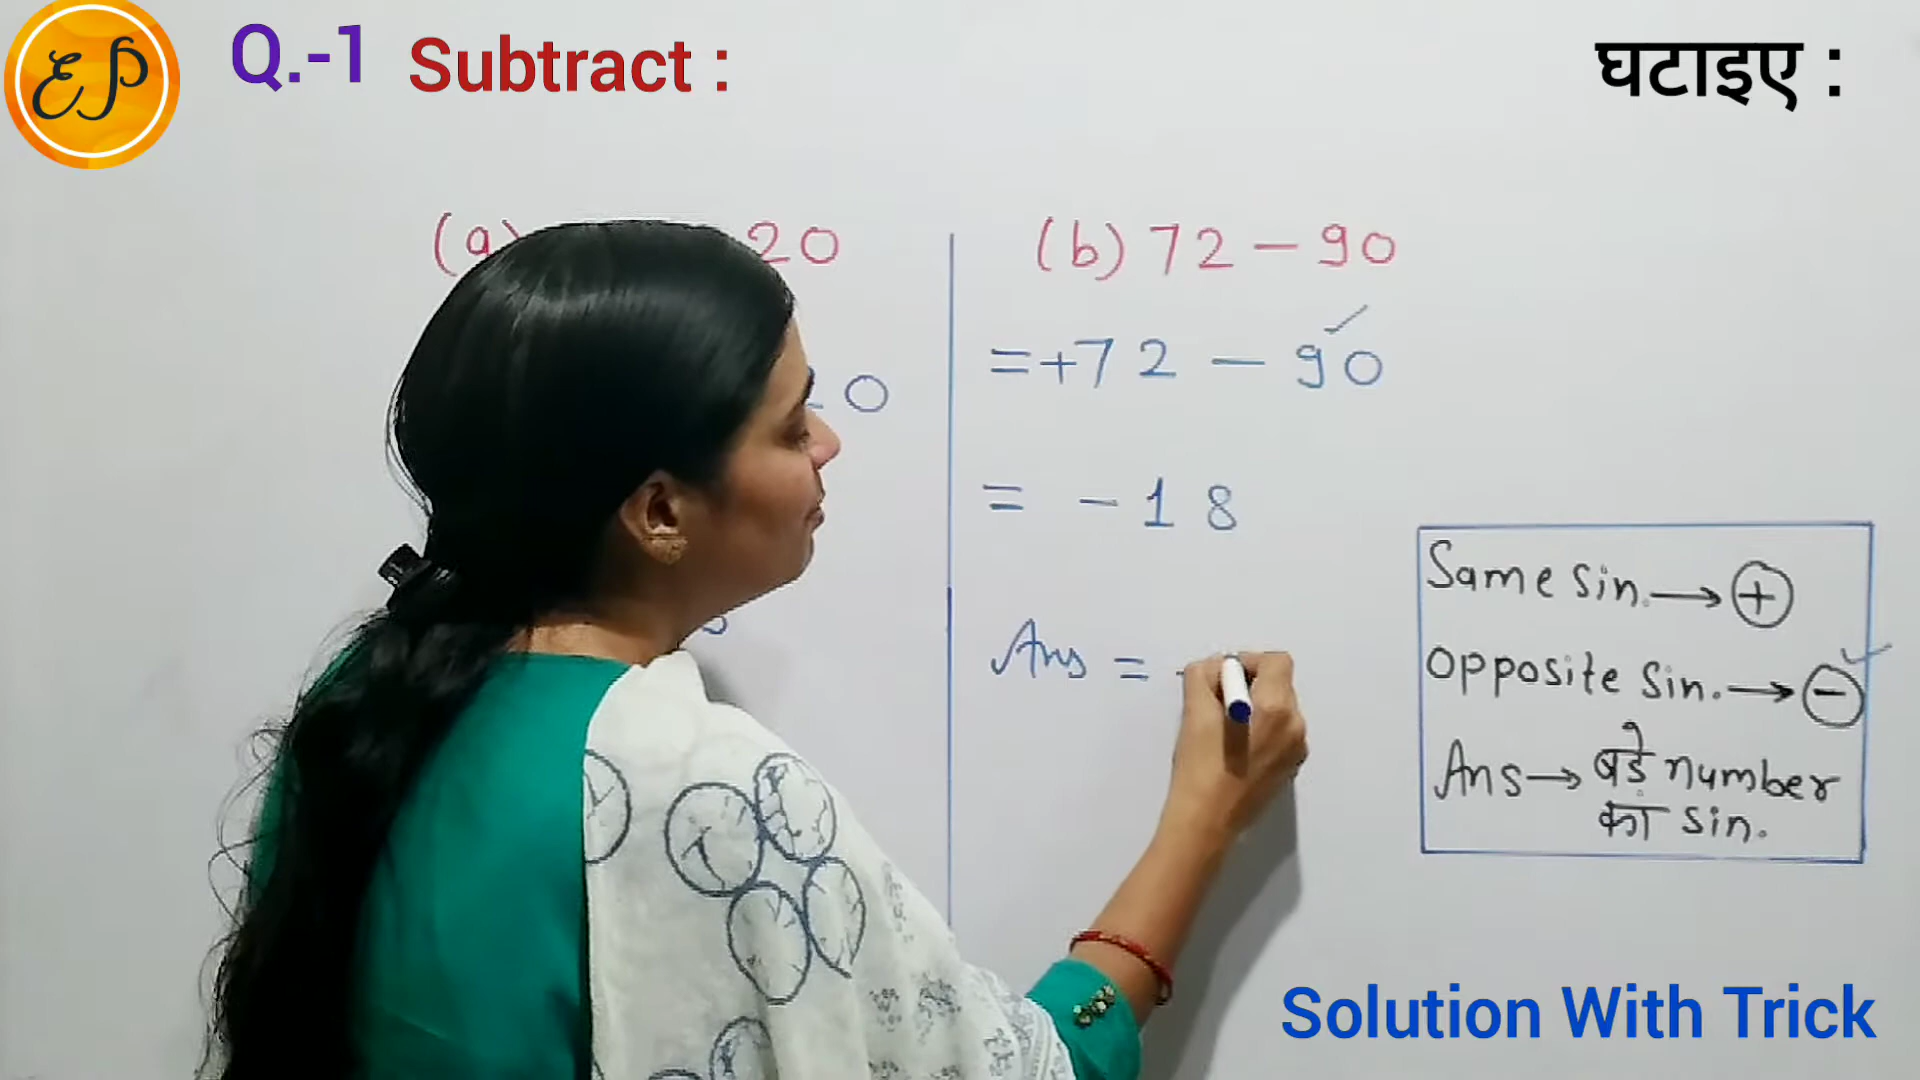 EP
Q.-1 Subtract :
घटाइए :
(a) 20
(b) 72 - 90
= +72 - 90
= - 18
Ans = -
Same sin. → +
opposite sin. → -
Ans → बड़े number
का sin.
Solution With Trick